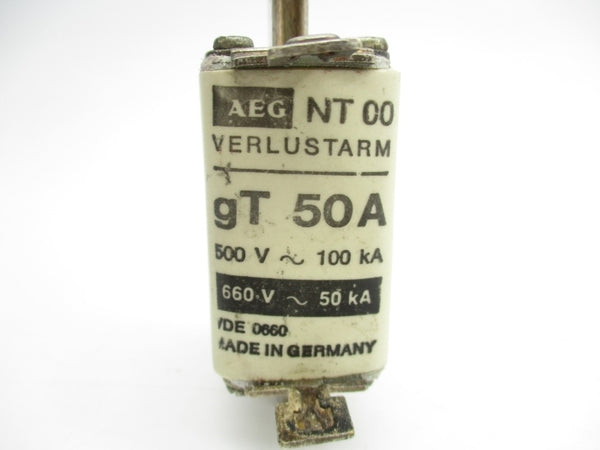 AEG NT 00
VERLUSTARM
gT 50A
500 V ~ 100 kA
660 V ~ 50 kA
VDE 0660
MADE IN GERMANY